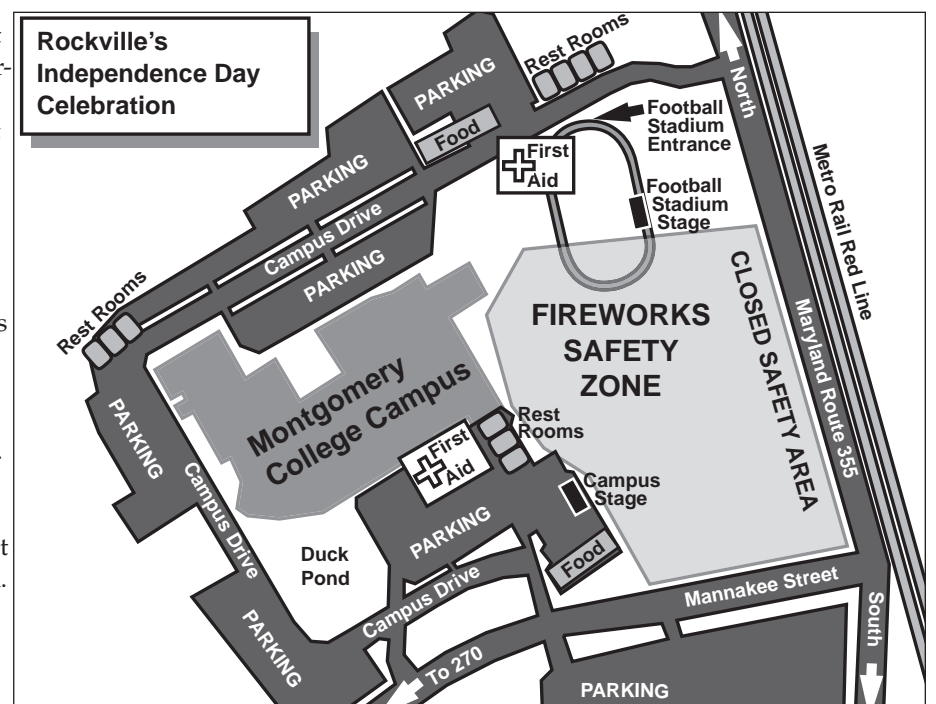 Rockville's
Independence Day
Celebration
Rest Rooms
PARKING
North
Food
Football
Stadium
Entrance
First
Aid
PARKING
Metro Rail Red Line
Football
Stadium
Stage
Campus Drive
PARKING
Rest Rooms
CLOSED SAFETY AREA
FIREWORKS
SAFETY
ZONE
Maryland Route 355
Montgomery
College Campus
PARKING
Rest
Rooms
First
Aid
Campus
Stage
Campus Drive
PARKING
Duck
Pond
Food
Campus Drive
Mannakee Street
South
PARKING
To 270
PARKING